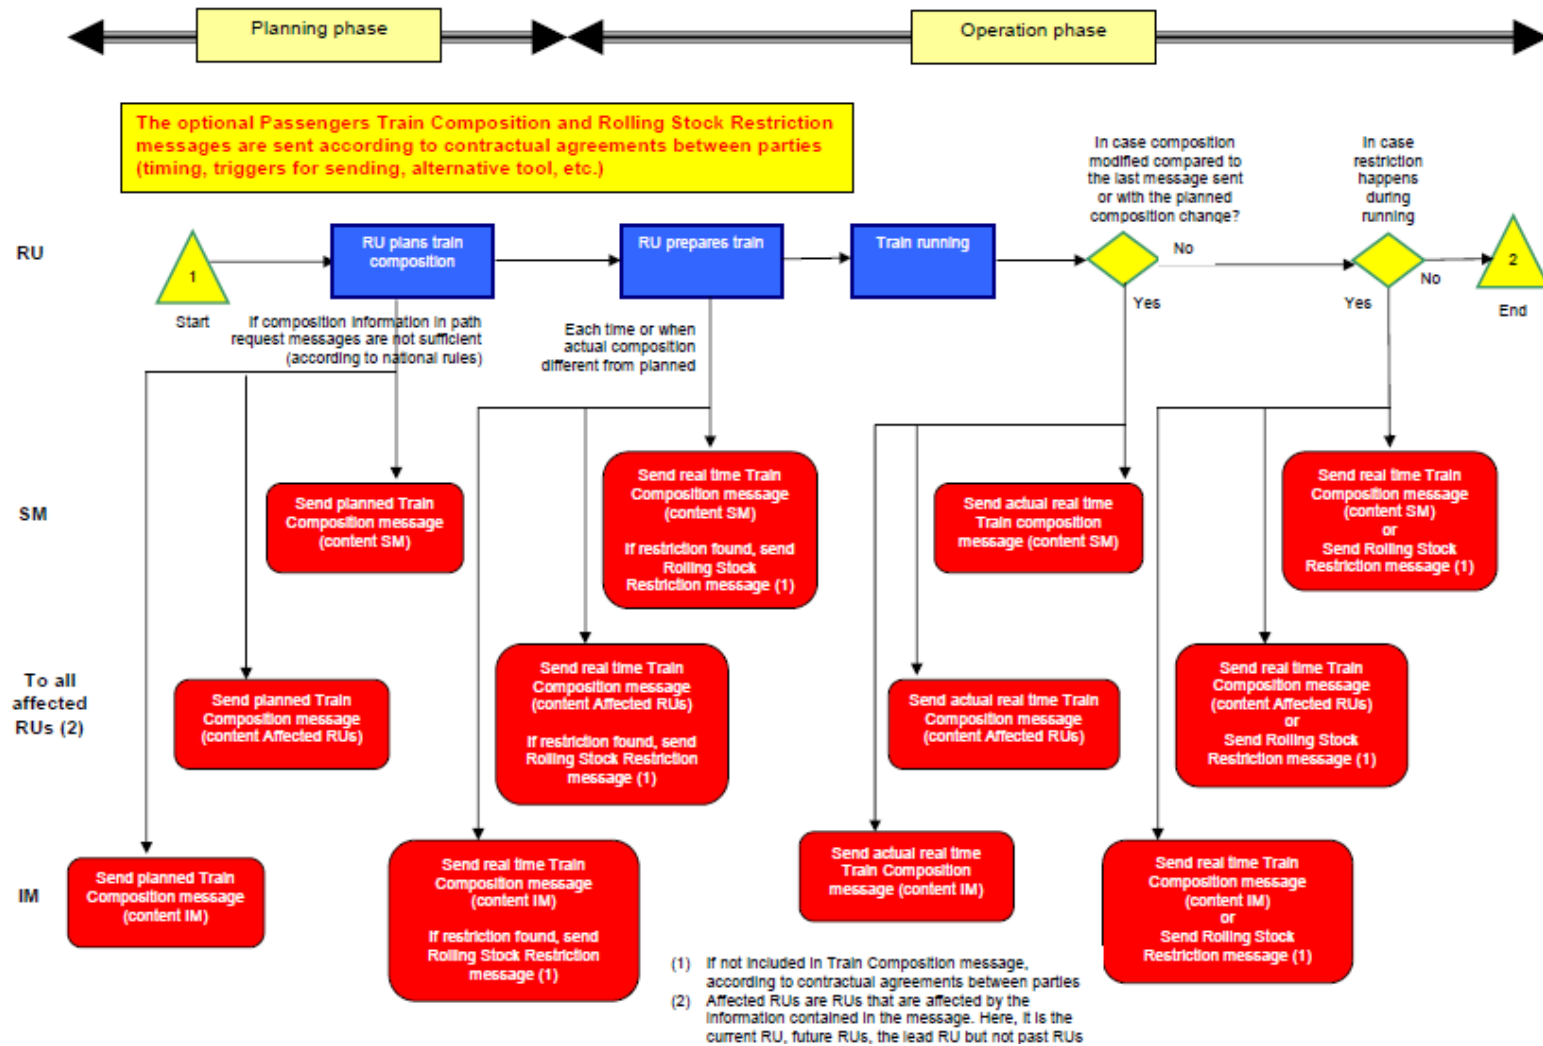 Planning phase
Operation phase
The optional Passengers Train Composition and Rolling Stock Restriction
messages are sent according to contractual agreements between parties
(timing, triggers for sending, alternative tool, etc.)
In case composition
modified compared to
the last message sent
or with the planned
composition change?
In case
restriction
happens
during
running
RU
1
Start
RU plans train
composition
RU prepares train
Train running
No
Yes
No
Yes
2
End
If composition information in path
request messages are not sufficient
(according to national rules)
Each time or when
actual composition
different from planned
SM
Send planned Train
Composition message
(content SM)
Send real time Train
Composition message
(content SM)
If restriction found, send
Rolling Stock
Restriction message (1)
Send actual real time
Train composition
message (content SM)
Send real time Train
Composition message
(content SM)
or
Send Rolling Stock
Restriction message (1)
To all
affected
RUs (2)
Send planned Train
Composition message
(content Affected RUs)
Send real time Train
Composition message
(content Affected RUs)
If restriction found, send
Rolling Stock Restriction
message (1)
Send actual real time Train
Composition message
(content Affected RUs)
Send real time Train
Composition message
(content Affected RUs)
or
Send Rolling Stock
Restriction message (1)
IM
Send planned Train
Composition message
(content IM)
Send real time Train
Composition message
(content IM)
If restriction found, send
Rolling Stock Restriction
message (1)
Send actual real time
Train Composition
message (content IM)
Send real time Train
Composition message
(content IM)
or
Send Rolling Stock
Restriction message (1)
(1) If not included in Train Composition message,
according to contractual agreements between parties
(2) Affected RUs are RUs that are affected by the
information contained in the message. Here, it is the
current RU, future RUs, the lead RU but not past RUs